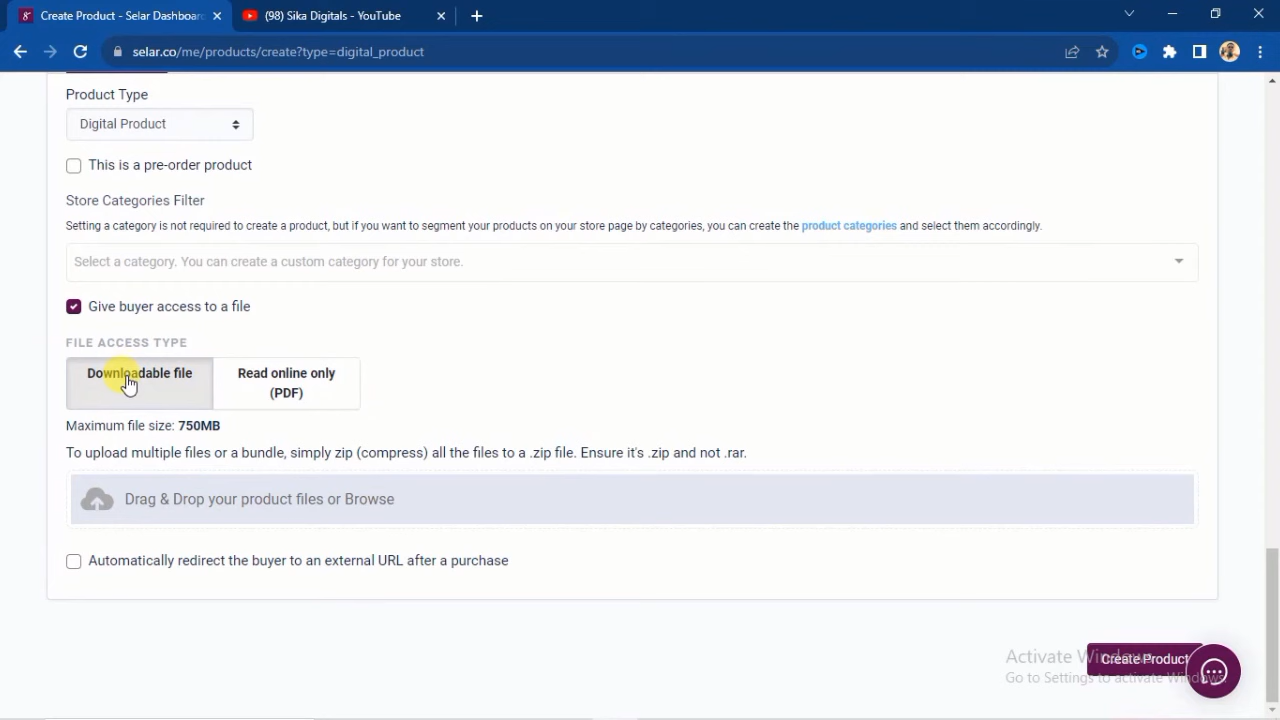 Create Product - Selar Dashboard
(98) Sika Digitals - YouTube
selar.co/me/products/create?type=digital_product
Product Type
Digital Product
This is a pre-order product
Store Categories Filter
Setting a category is not required to create a product, but if you want to segment your products on your store page by categories, you can create the product categories and select them accordingly.
Select a category. You can create a custom category for your store.
Give buyer access to a file
FILE ACCESS TYPE
Downloadable file
Read online only
(PDF)
Maximum file size: 750MB
To upload multiple files or a bundle, simply zip (compress) all the files to a .zip file. Ensure it's .zip and not .rar.
Drag & Drop your product files or Browse
Automatically redirect the buyer to an external URL after a purchase
Activate Windows
Create Product
Go to Settings to activate Windows.